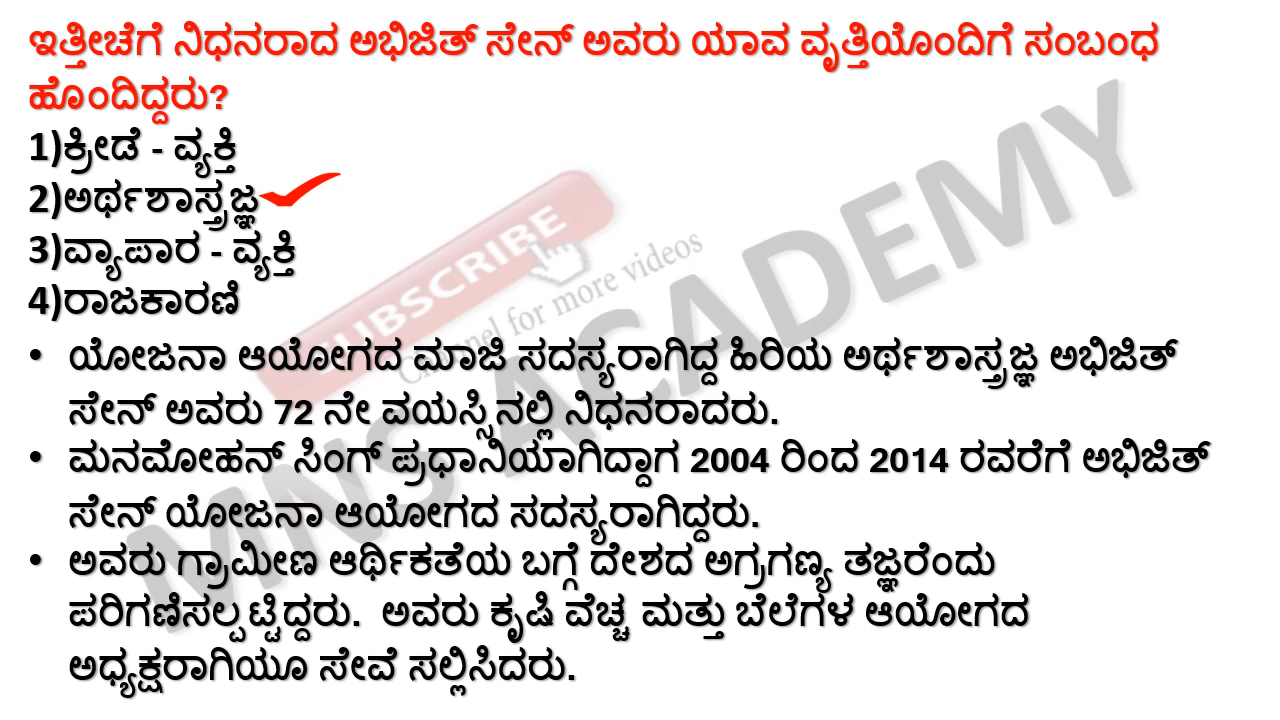 ಇತ್ತೀಚೆಗೆ ನಿಧನರಾದ ಅಭಿಜಿತ್ ಸೇನ್ ಅವರು ಯಾವ ವೃತ್ತಿಯೊಂದಿಗೆ ಸಂಬಂಧ
ಹೊಂದಿದ್ದರು?
1)ಕ್ರೀಡೆ - ವ್ಯಕ್ತಿ
2)ಅರ್ಥಶಾಸ್ತ್ರಜ್ಞ
3)ವ್ಯಾಪಾರ - ವ್ಯಕ್ತಿ
4)ರಾಜಕಾರಣಿ
• ಯೋಜನಾ ಆಯೋಗದ ಮಾಜಿ ಸದಸ್ಯರಾಗಿದ್ದ ಹಿರಿಯ ಅರ್ಥಶಾಸ್ತ್ರಜ್ಞ ಅಭಿಜಿತ್
ಸೇನ್ ಅವರು 72 ನೇ ವಯಸ್ಸಿನಲ್ಲಿ ನಿಧನರಾದರು.
• ಮನಮೋಹನ್ ಸಿಂಗ್ ಪ್ರಧಾನಿಯಾಗಿದ್ದಾಗ 2004 ರಿಂದ 2014 ರವರೆಗೆ ಅಭಿಜಿತ್
ಸೇನ್ ಯೋಜನಾ ಆಯೋಗದ ಸದಸ್ಯರಾಗಿದ್ದರು.
• ಅವರು ಗ್ರಾಮೀಣ ಆರ್ಥಿಕತೆಯ ಬಗ್ಗೆ ದೇಶದ ಅಗ್ರಗಣ್ಯ ತಜ್ಞರೆಂದು
ಪರಿಗಣಿಸಲ್ಪಟ್ಟಿದ್ದರು. ಅವರು ಕೃಷಿ ವೆಚ್ಚ ಮತ್ತು ಬೆಲೆಗಳ ಆಯೋಗದ
ಅಧ್ಯಕ್ಷರಾಗಿಯೂ ಸೇವೆ ಸಲ್ಲಿಸಿದರು.
SUBSCRIBE
Channel for more videos
MNS ACADEMY